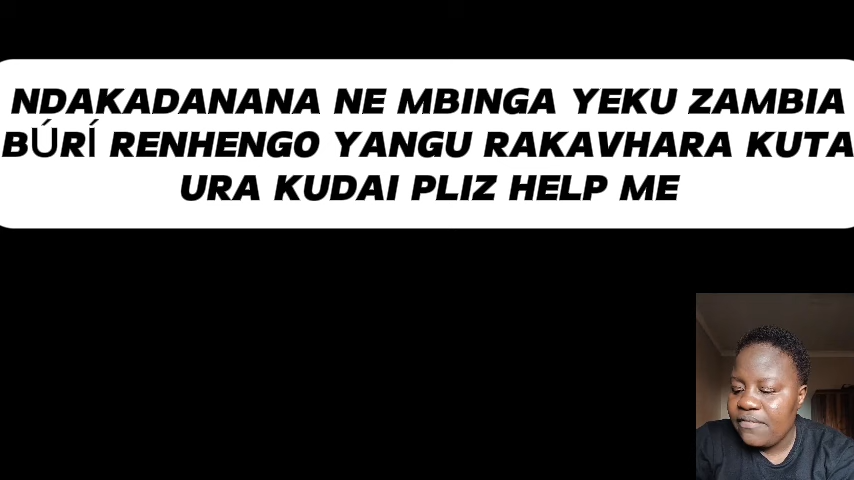 NDAKADANANA NE MBINGA YEKU ZAMBIA
BÚRÍ RENHENGO YANGU RAKAVHARA KUTA
URA KUDAI PLIZ HELP ME